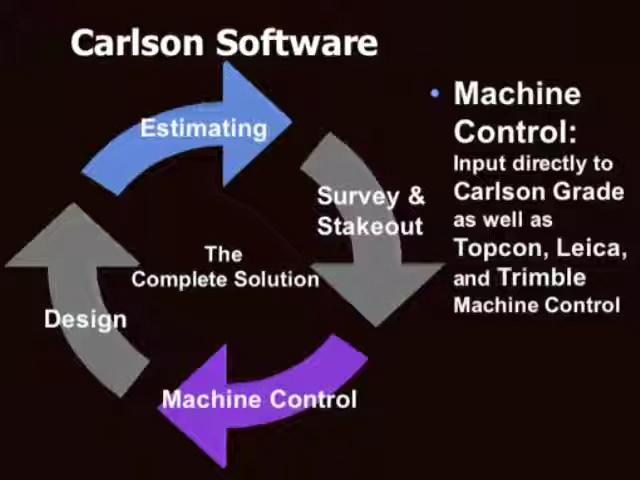 Carlson Software
Estimating
Survey &
Stakeout
The
Complete Solution
Design
Machine Control
• Machine
Control:
Input directly to
Carlson Grade
as well as
Topcon, Leica,
and Trimble
Machine Control